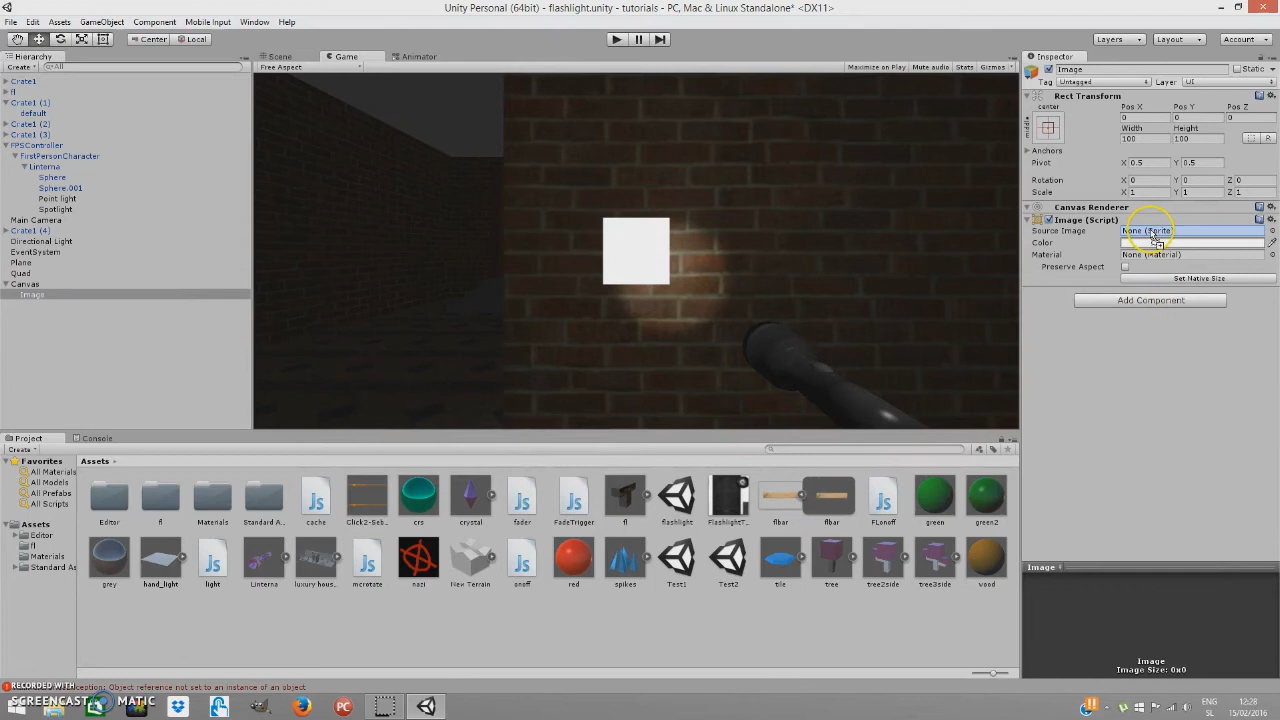 Unity Personal (64bit) - flashlight.unity - tutorials - PC, Mac & Linux Standalone* <DX11>
File Edit Assets GameObject Component Mobile Input Window Help
Center Local Layers Layout Account
Hierarchy Scene Game Animator Inspector
Create All Free Aspect Maximize on Play Mute audio Stats Gizmos Image Static
Tag Untagged Layer UI
Crate1
fl
Crate1 (1)
default
Crate1 (2)
Crate1 (3)
FPSController
FirstPersonCharacter
Linterna
Sphere
Sphere.001
Point light
Spotlight
Main Camera
Crate1 (4)
Directional Light
EventSystem
Plane
Quad
Canvas
Image
Rect Transform
center Pos X Pos Y Pos Z
middle 0 0 0
Width Height
100 100 R
Anchors
Pivot X 0.5 Y 0.5
Rotation X 0 Y 0 Z 0
Scale X 1 Y 1 Z 1
Canvas Renderer
Image (Script)
Source Image None (Sprite)
Color
Material None (Material)
Preserve Aspect
Set Native Size
Add Component
Project Console
Create
Favorites
All Materials
All Models
All Prefabs
All Scripts
Assets
Editor
fl
Materials
Standard As
Assets
Editor fl Materials Standard A... cache Click2-Seb... crs crystal fader FadeTrigger fl flashlight FlashlightT... flbar flbar FLonoff green green2
grey hand_light light Linterna luxury hous... mcrotate nazi New Terrain onoff red spikes Test1 Test2 tile tree tree2side tree3side wood
Image
Image
Image Size: 0x0
ception: Object reference not set to an instance of an object
RECORDED WITH
SCREENCAST MATIC
ENG 12:28
SL 15/02/2016